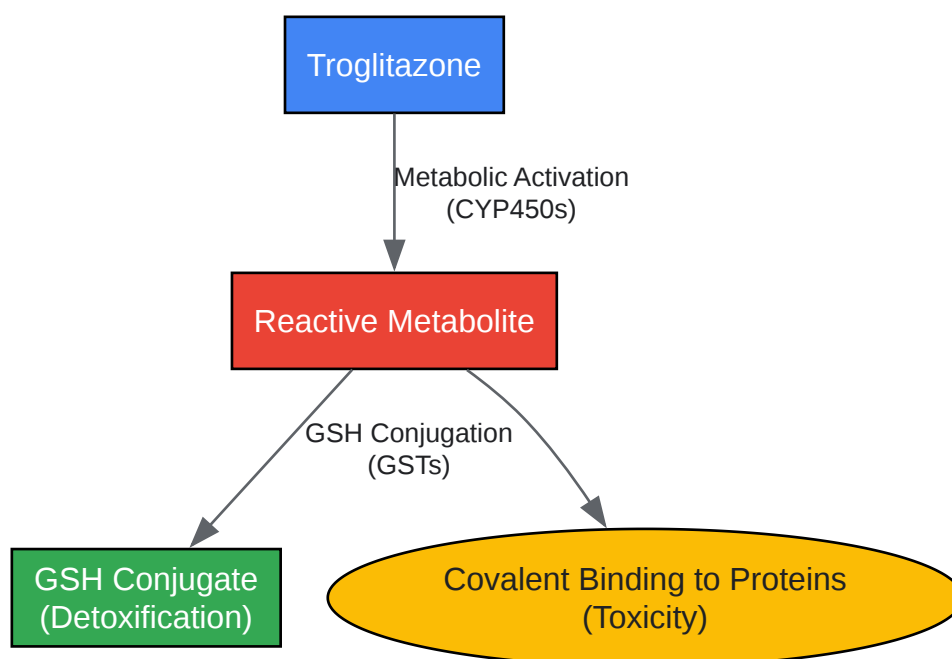 Troglitazone
Metabolic Activation
(CYP450s)
Reactive Metabolite
GSH Conjugation
(GSTs)
GSH Conjugate
(Detoxification)
Covalent Binding to Proteins
(Toxicity)